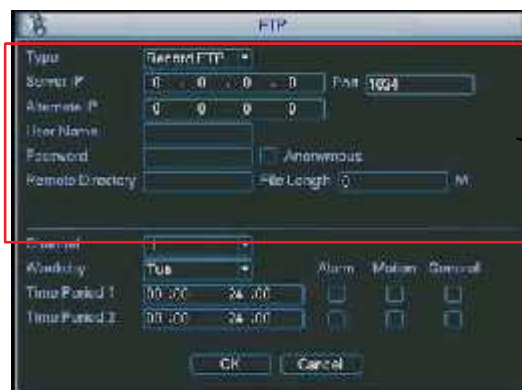 FTP
Type Record FTP
Server IP 0 . 0 . 0 . 0 Port 1024
Alternate IP 0 0 0 0
User Name
Password Anonymous
Remote Directory File Length 0 M
Channel 1
Weekday Tue Alarm Motion General
Time Period 1 00 :00 24 :00
Time Period 2 00 :00 24 :00
OK Cancel